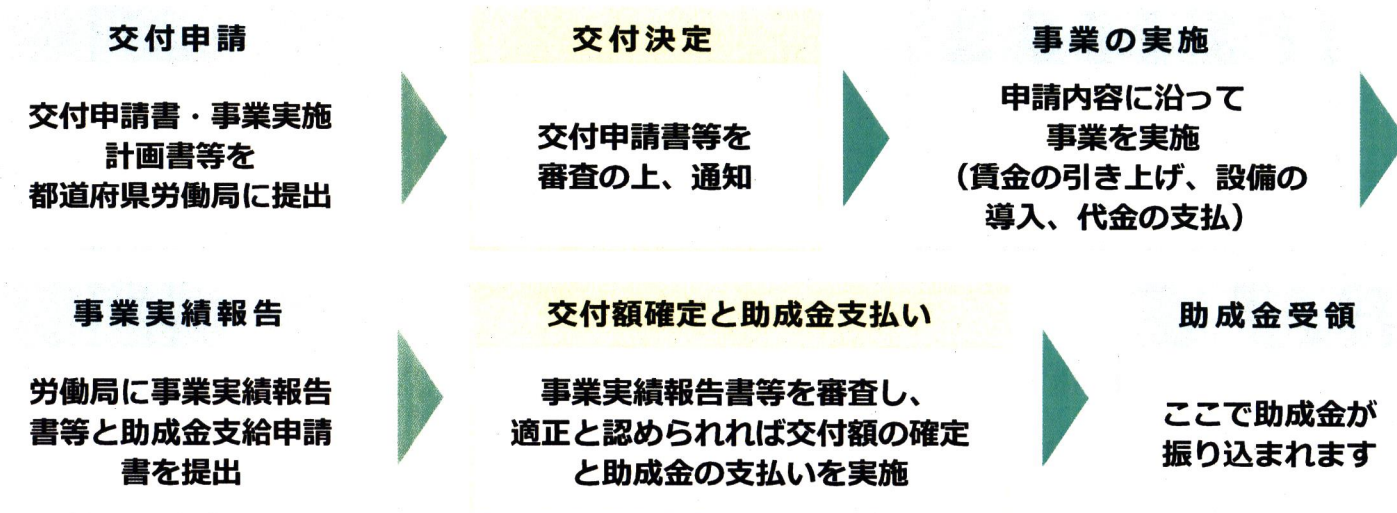 交付申請
交付申請書・事業実施
計画書等を
都道府県労働局に提出
交付決定
交付申請書等を
審査の上、通知
事業の実施
申請内容に沿って
事業を実施
（賃金の引き上げ、設備の
導入、代金の支払）
事業実績報告
労働局に事業実績報告
書等と助成金支給申請
書を提出
交付額確定と助成金支払い
事業実績報告書等を審査し、
適正と認められれば交付額の確定
と助成金の支払いを実施
助成金受領
ここで助成金が
振り込まれます